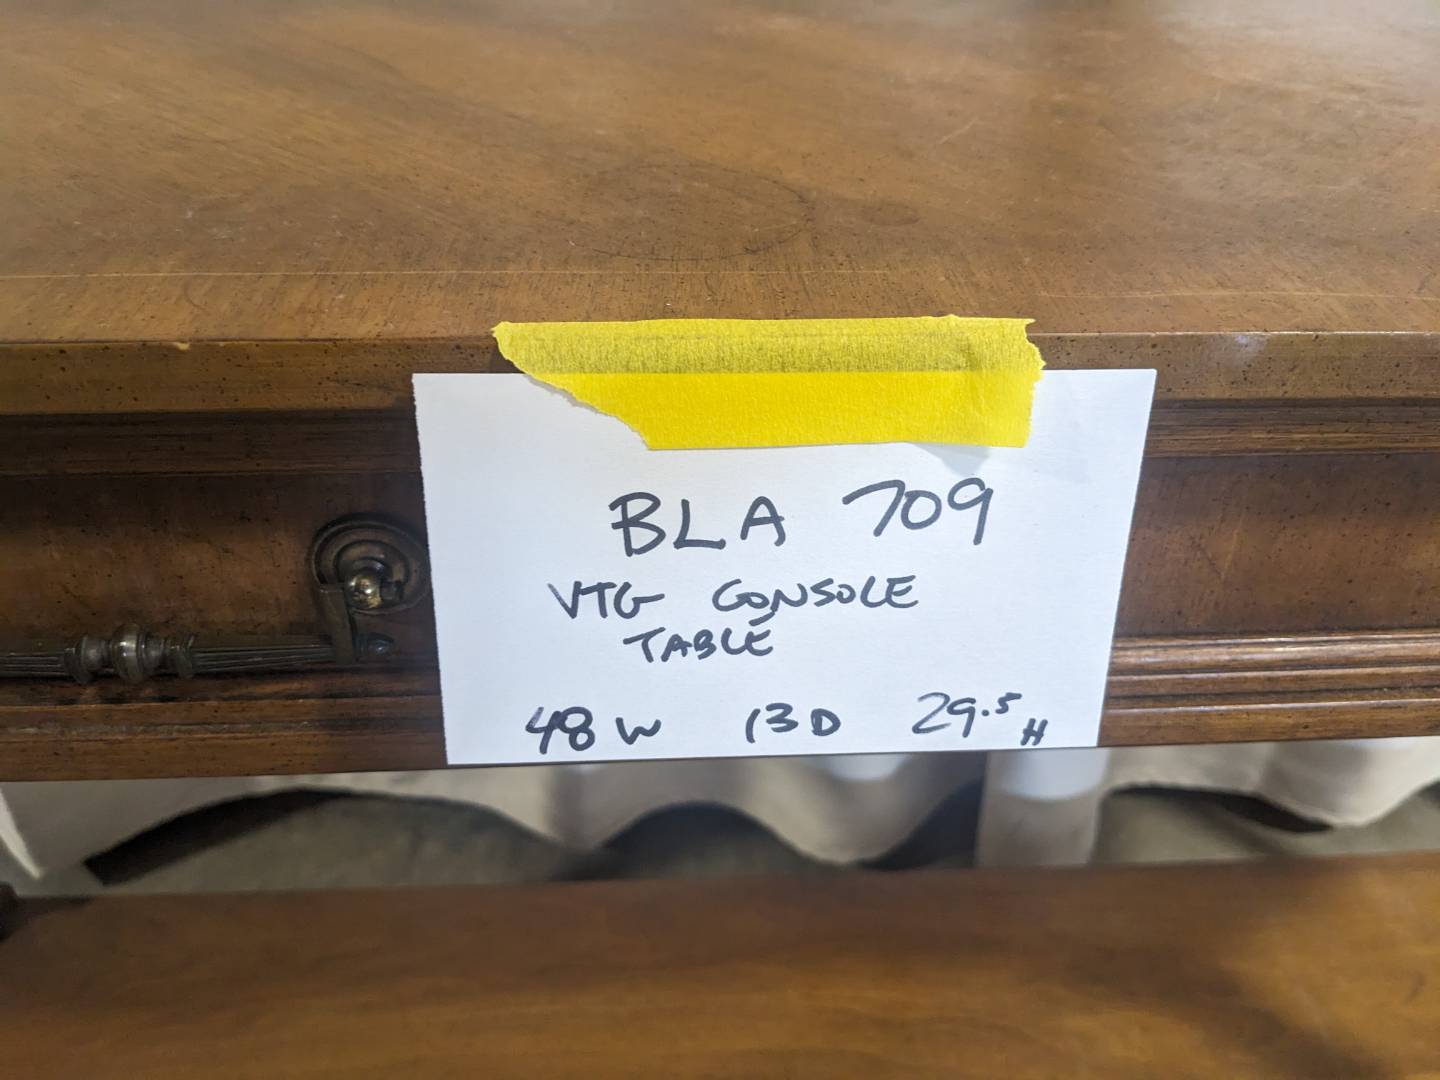 BLA 709
VTG CONSOLE
TABLE
48 W 13 D 29.5 H